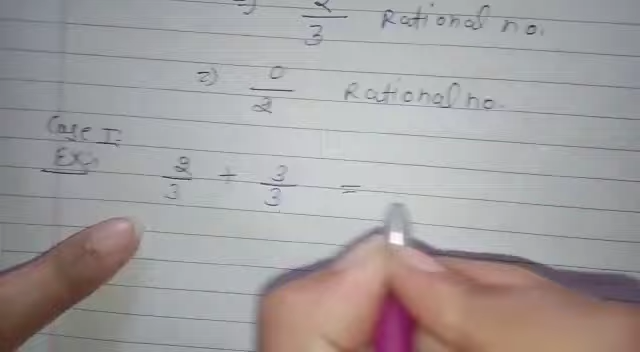 2/3 Rational no.
2) 0/2 Rational no.
Case I:
Ex:- 2/3 + 3/3 =